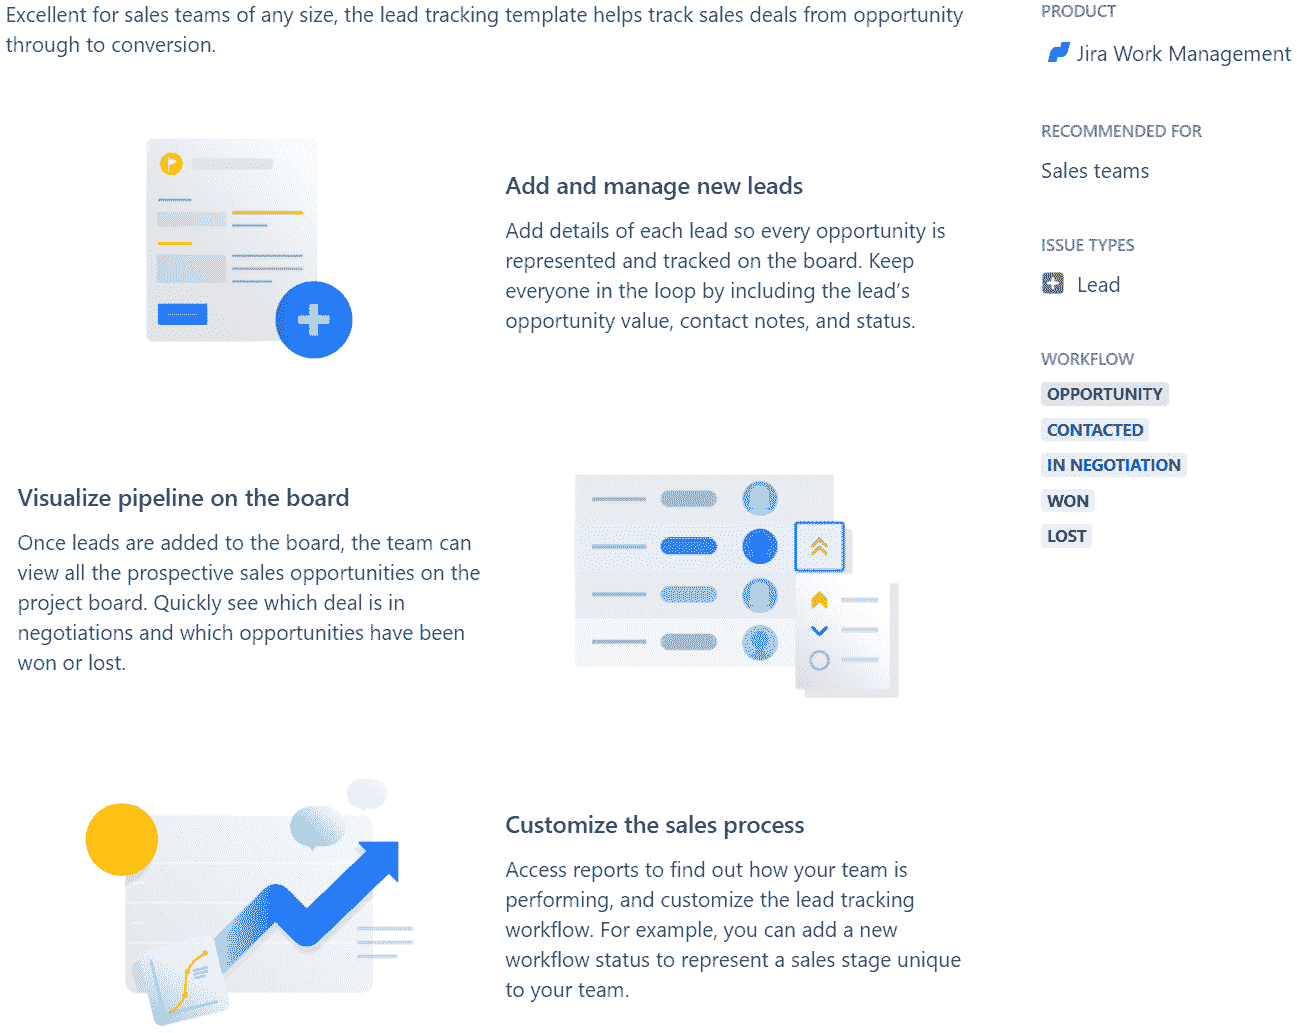 Excellent for sales teams of any size, the lead tracking template helps track sales deals from opportunity
through to conversion.
Add and manage new leads
Add details of each lead so every opportunity is
represented and tracked on the board. Keep
everyone in the loop by including the lead's
opportunity value, contact notes, and status.
Visualize pipeline on the board
Once leads are added to the board, the team can
view all the prospective sales opportunities on the
project board. Quickly see which deal is in
negotiations and which opportunities have been
won or lost.
Customize the sales process
Access reports to find out how your team is
performing, and customize the lead tracking
workflow. For example, you can add a new
workflow status to represent a sales stage unique
to your team.
PRODUCT
Jira Work Management
RECOMMENDED FOR
Sales teams
ISSUE TYPES
Lead
WORKFLOW
OPPORTUNITY
CONTACTED
IN NEGOTIATION
WON
LOST